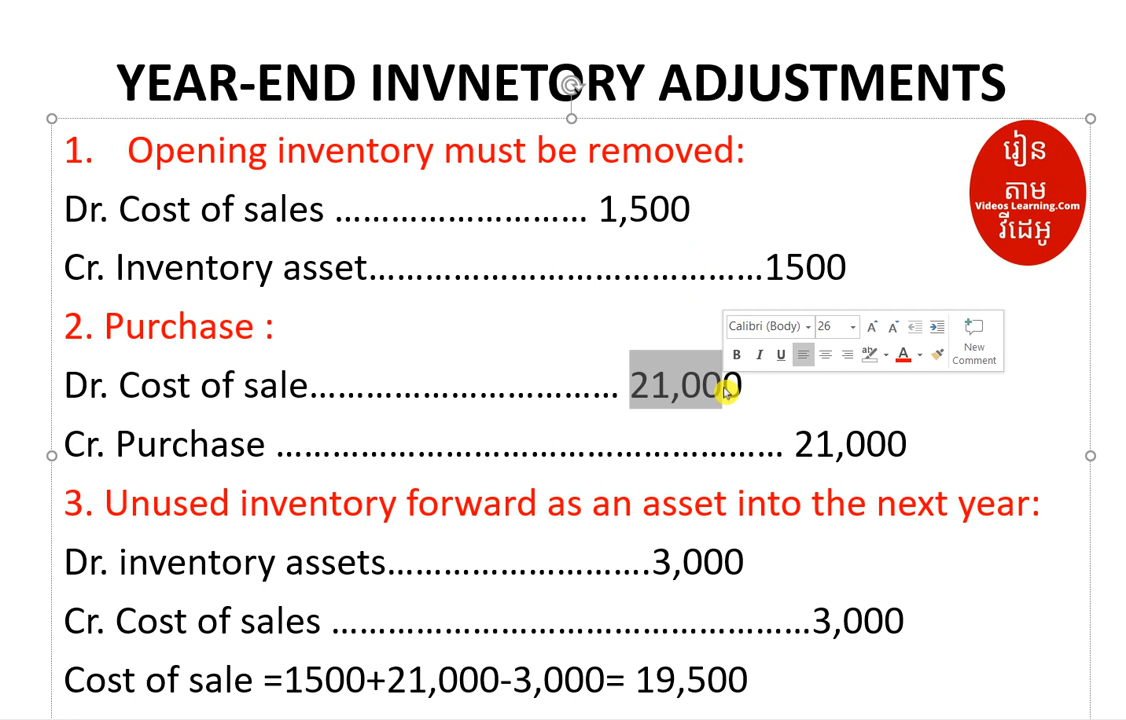 YEAR-END INVNETORY ADJUSTMENTS
1. Opening inventory must be removed:
រៀន
តាម
Videos Learning.Com
វីដេអូ
Dr. Cost of sales ……………………… 1,500
Cr. Inventory asset……………………………………1500
2. Purchase :
Calibri (Body) 26
B I U
New
Comment
Dr. Cost of sale…………………………… 21,000
Cr. Purchase ……………………………………………… 21,000
3. Unused inventory forward as an asset into the next year:
Dr. inventory assets……………………….3,000
Cr. Cost of sales ……………………………………………3,000
Cost of sale =1500+21,000-3,000= 19,500